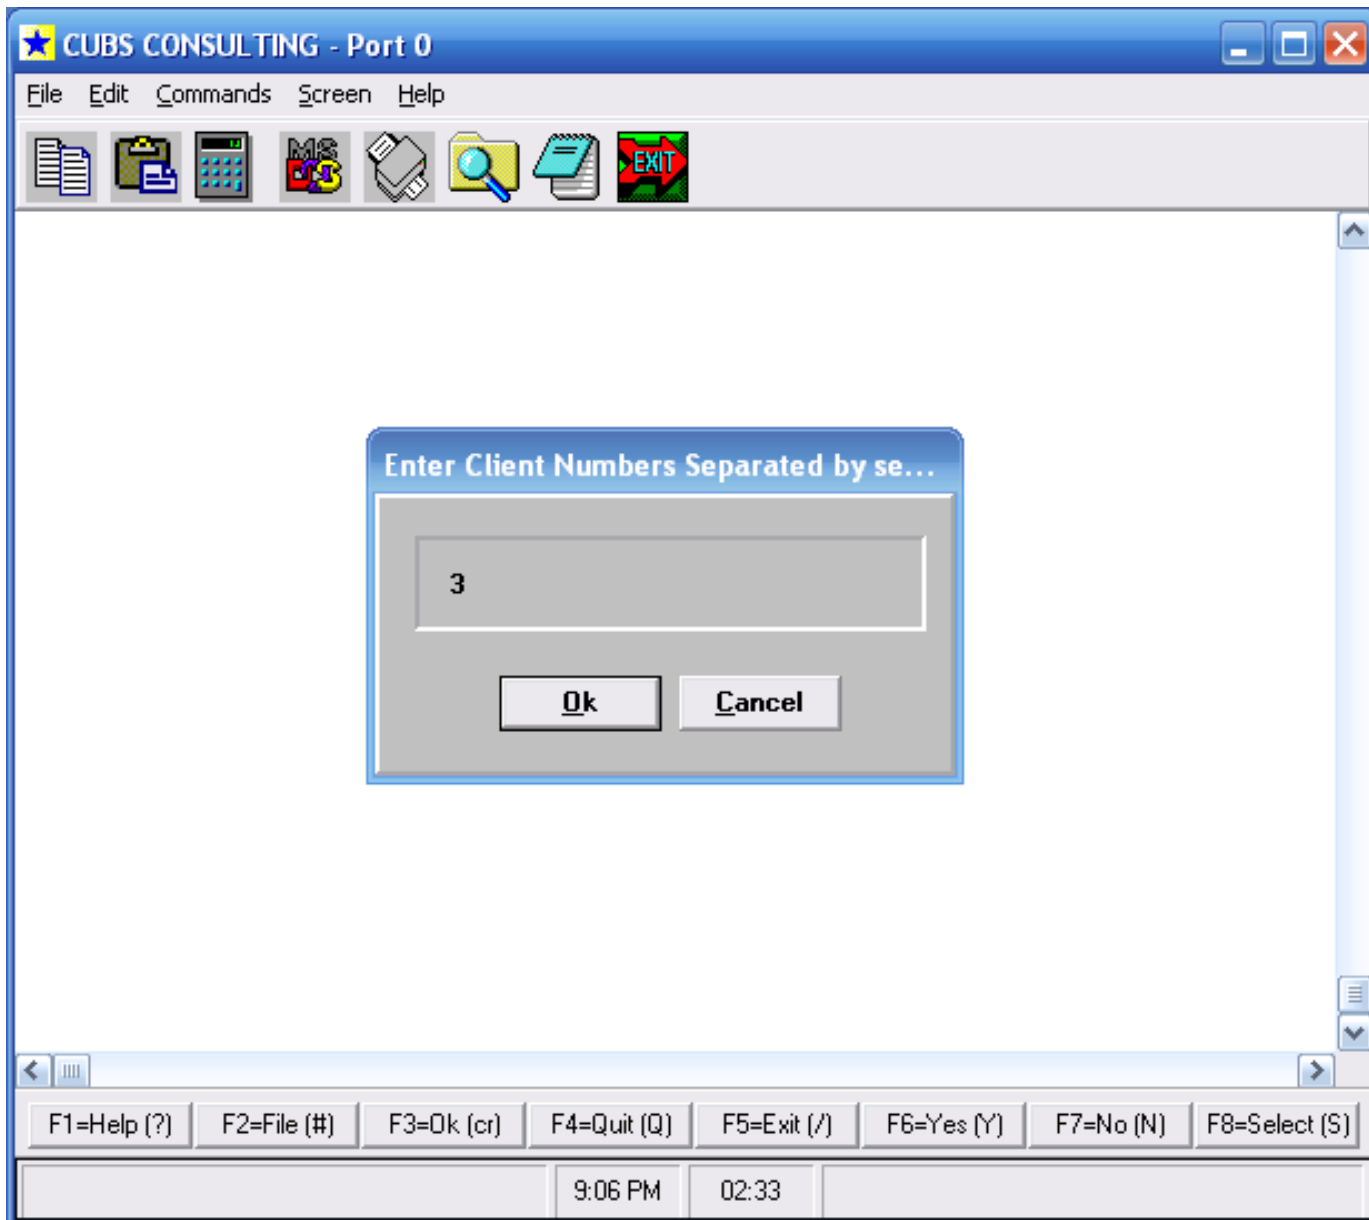 CUBS CONSULTING - Port 0
File Edit Commands Screen Help
MS DOS
EXIT
Enter Client Numbers Separated by se...
3
Ok Cancel
F1=Help (?) F2=File (#) F3=Ok (cr) F4=Quit (Q) F5=Exit (/) F6=Yes (Y) F7=No (N) F8=Select (S)
9:06 PM 02:33